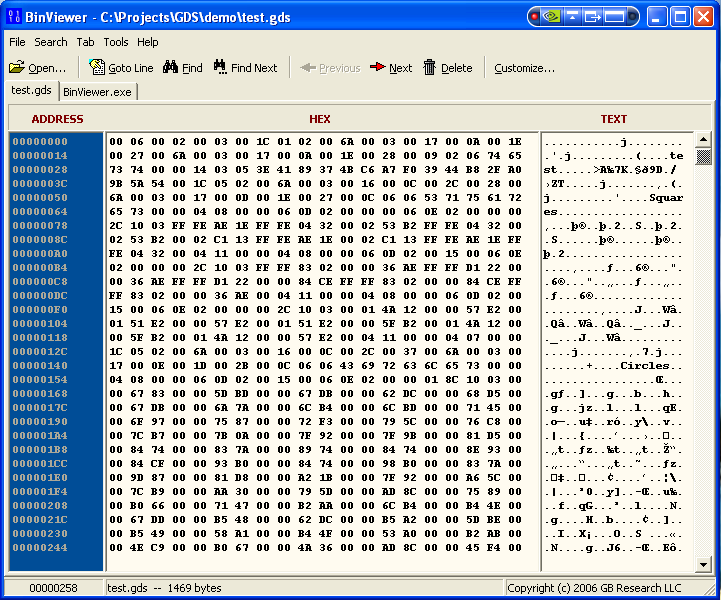 BinViewer - C:\Projects\GDS\demo\test.gds
File Search Tab Tools Help
Open... Goto Line Find Find Next Previous Next Delete Customize...
test.gds BinViewer.exe
ADDRESS HEX TEXT
00000000 00 06 00 02 00 03 00 1C 01 02 00 6A 00 03 00 17 00 0A 00 1E ...........j........
00000014 00 27 00 6A 00 03 00 17 00 0A 00 1E 00 28 00 09 02 06 74 65 .'.j.........(....te
00000028 73 74 00 00 14 03 05 3E 41 89 37 4B C6 A7 F0 39 44 B8 2F A0 st.....>A‰7K.§ð9D./
0000003C 9B 5A 54 00 1C 05 02 00 6A 00 03 00 16 00 0C 00 2C 00 28 00 ›ZT.....j.......,.(.
00000050 6A 00 03 00 17 00 0D 00 1E 00 27 00 0C 06 06 53 71 75 61 72 j.........'....Squar
00000064 65 73 00 00 04 08 00 00 06 0D 02 00 00 06 0E 02 00 00 00 es..................
00000078 2C 10 03 FF FE AE 1E FF FE 04 32 00 02 53 B2 FF FE 04 32 00 ,...þ®..þ.2..S..þ.2.
0000008C 02 53 B2 00 02 C1 13 FF FE AE 1E 00 02 C1 13 FF FE AE 1E FF .S......þ®......þ®..
000000A0 FE 04 32 00 04 11 00 00 04 08 00 06 0D 02 00 15 00 06 0E þ.2.................
000000B4 02 00 00 00 2C 10 03 FF FF 83 02 00 00 36 AE FF FF D1 22 00
000000C8 00 36 AE FF FF D1 22 00 00 84 CE FF FF 83 02 00 00 84 CE FF
000000DC FF 83 02 00 00 36 AE 00 04 11 00 00 04 08 00 00 06 0D 02 00
000000F0 15 00 06 0E 02 00 00 00 2C 10 03 00 01 4A 12 00 00 57 E2 00
00000104 01 51 E2 00 00 57 E2 00 01 51 E2 00 00 5F B2 00 01 4A 12 00
00000118 00 5F B2 00 01 4A 12 00 00 57 E2 00 04 11 00 00 04 07 00 00
0000012C 1C 05 02 00 6A 00 03 00 16 00 0C 00 2C 00 37 00 6A 00 03 00
00000140 17 00 0E 00 1D 00 2B 00 0C 06 06 43 69 72 63 6C 65 73 00 00 ......+....Circles..
00000154 04 08 00 00 06 0D 02 00 15 00 06 0E 02 00 00 01 8C 10 03 00
00000168 00 67 83 00 00 5D BD 00 00 67 DB 00 00 62 DC 00 00 68 D5 00
0000017C 00 67 DB 00 00 6A 7A 00 00 6C B4 00 00 6C BD 00 00 71 45 00
00000190 00 6F 97 00 00 75 87 00 00 72 F3 00 00 79 5C 00 00 76 C8 00
000001A4 00 7C B7 00 00 7B 0A 00 00 7F 92 00 00 7F 9B 00 00 81 D5 00
000001B8 00 84 74 00 00 83 7A 00 00 89 74 00 00 84 74 00 00 8E 93 00
000001CC 00 84 CF 00 00 93 B0 00 00 84 74 00 00 98 B0 00 00 83 7A 00
000001E0 00 9D 87 00 00 81 D8 00 00 A2 1B 00 00 7F 92 00 00 A6 5C 00
000001F4 00 7C B9 00 00 AA 30 00 00 79 5D 00 00 AD 8C 00 00 75 89 00
00000208 00 B0 66 00 00 71 47 00 00 B2 AA 00 00 6C B4 00 00 B4 4E 00
0000021C 00 67 DD 00 00 B5 48 00 00 62 DC 00 00 B5 A2 00 00 5D BE 00
00000230 00 B5 49 00 00 58 A1 00 00 B4 4F 00 00 53 A0 00 00 B2 AB 00
00000244 00 4E C9 00 00 B0 67 00 00 4A 36 00 00 AD 8C 00 00 45 F4 00
00000258 test.gds -- 1469 bytes Copyright (c) 2006 GB Research LLC